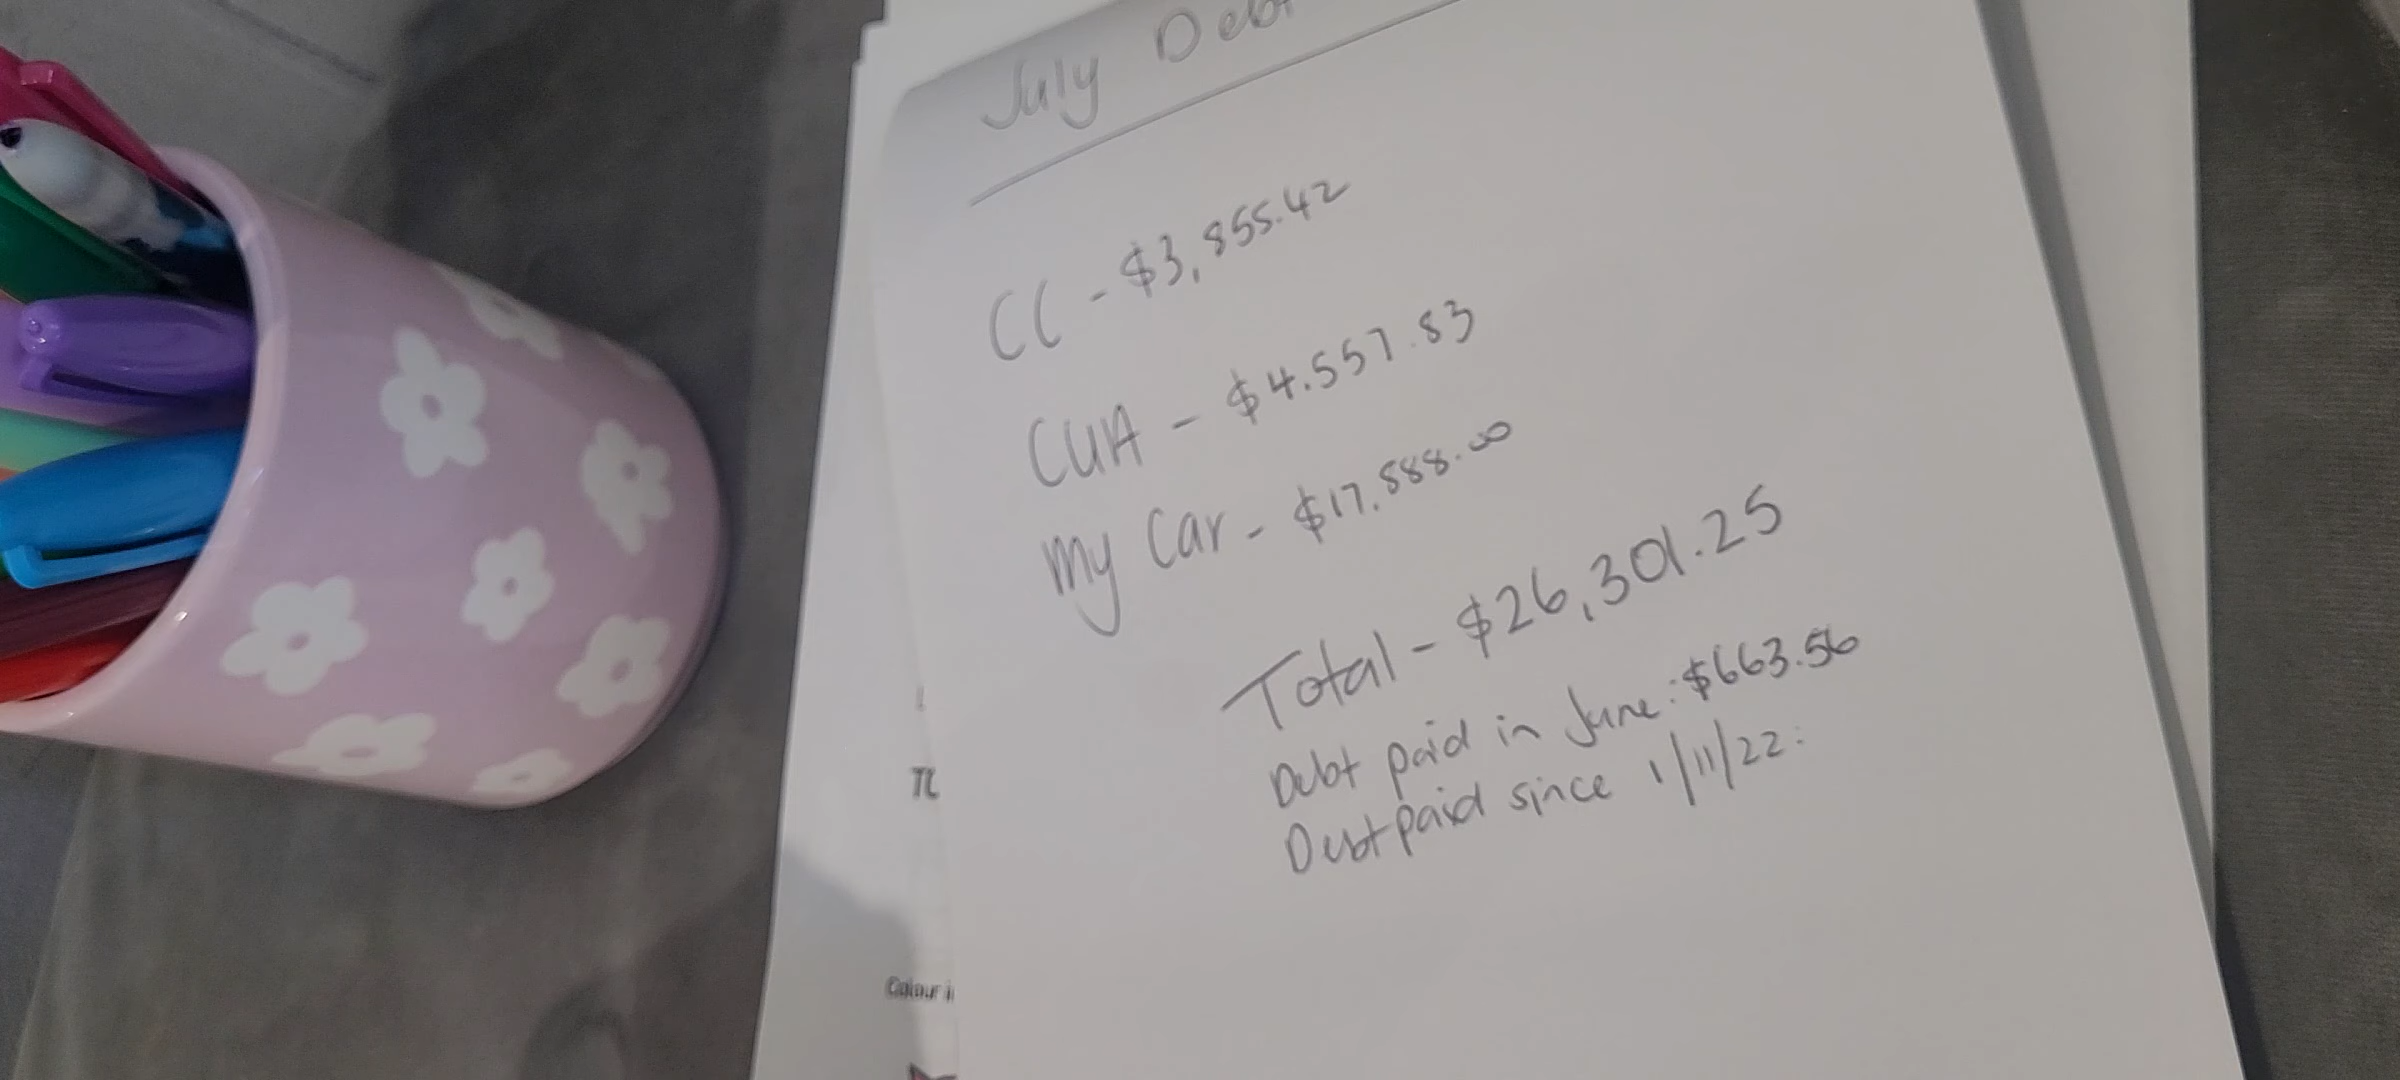 July Debt
CC - $3,855.42
CUA - $4.557.83
My Car - $17.888.00
Total - $26,301.25
Debt paid in June: $663.56
Debt paid since 1/11/22:
π
Colour i